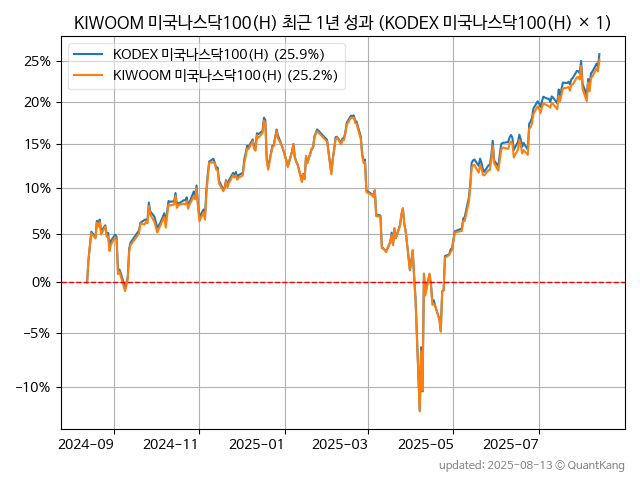 KIWOOM 미국나스닥100(H) 최근 1년 성과 (KODEX 미국나스닥100(H) × 1)
KODEX 미국나스닥100(H) (25.9%)
KIWOOM 미국나스닥100(H) (25.2%)
25%
20%
15%
10%
5%
0%
−5%
−10%
2024-09 2024-11 2025-01 2025-03 2025-05 2025-07
updated: 2025-08-13 © QuantKang